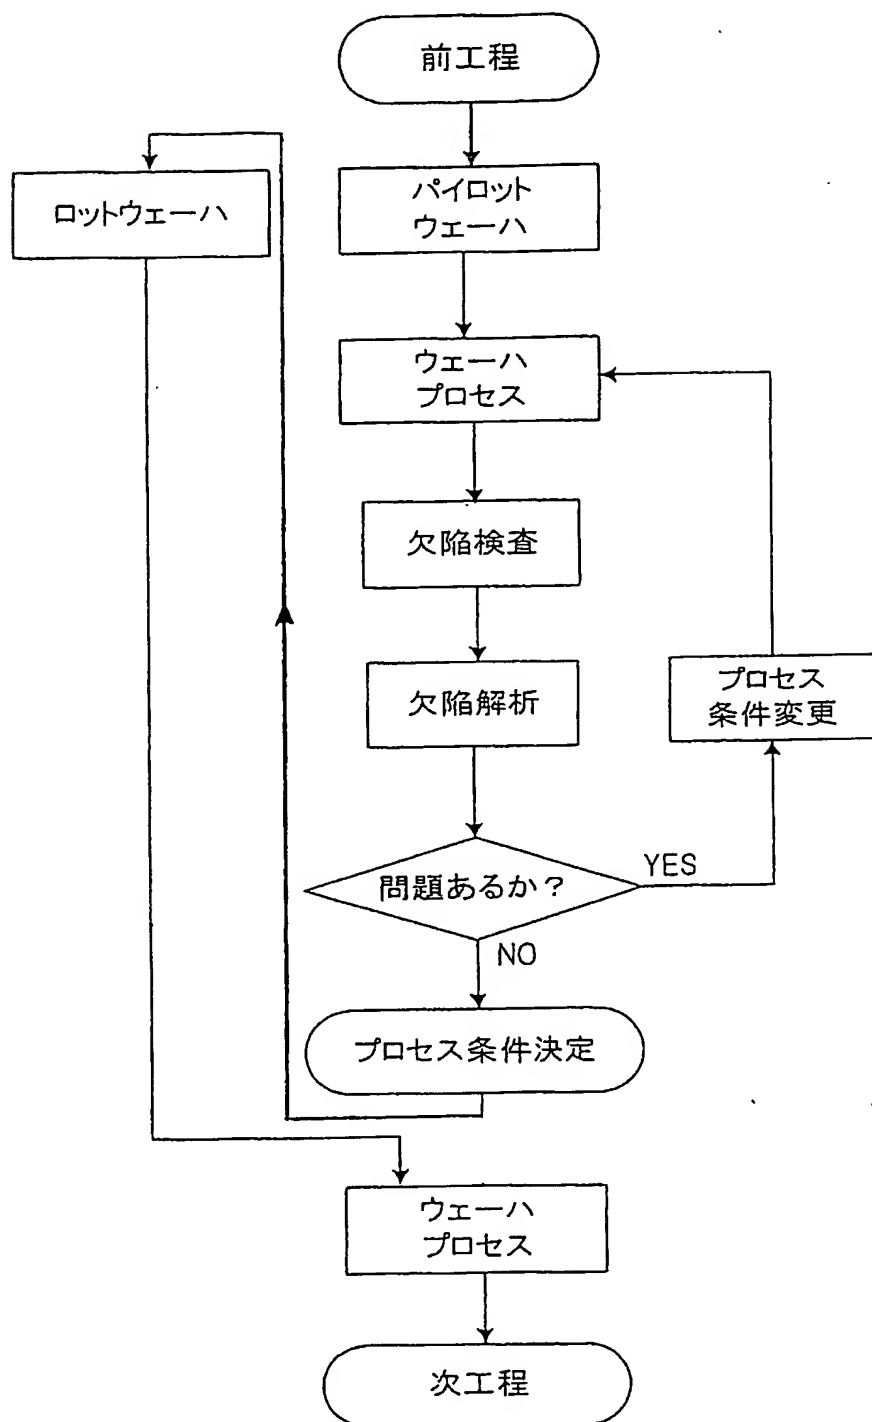 前工程
ロットウェーハ
パイロット
ウェーハ
ウェーハ
プロセス
欠陥検査
欠陥解析
プロセス
条件変更
問題あるか？
YES
NO
プロセス条件決定
ウェーハ
プロセス
次工程